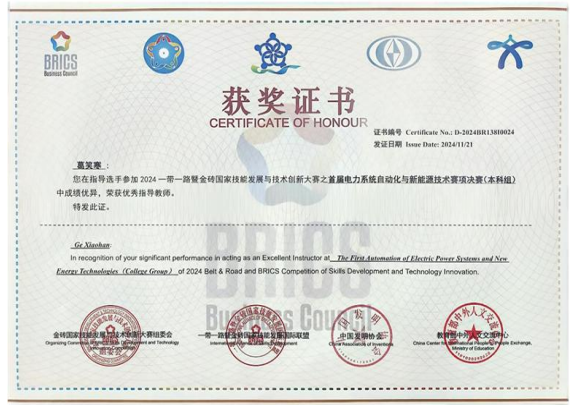 BRICS
Business Council
获奖证书
CERTIFICATE OF HONOUR
证书编号 Certificate No.: D-2024BR138I0024
发证日期 Issue Date: 2024/11/21
葛笑寒：
您在指导选手参加2024一带一路暨金砖国家技能发展与技术创新大赛之首届电力系统自动化与新能源技术赛项决赛（本科组）
中成绩优异，荣获优秀指导教师。
特发此证。
BRICS
Business Council
Ge Xiaohan:
In recognition of your significant performance in acting as an Excellent Instructor at The First Automation of Electric Power Systems and New
Energy Technologies (College Group) of 2024 Belt & Road and BRICS Competition of Skills Development and Technology Innovation.
金砖国家技能发展与技术创新大赛组委会
一带一路暨金砖国家技能发展国际联盟
中国发明协会
教育部中外人文交流中心
China Association of Inventions
China Center for International People-to-People Exchange,
Ministry of Education